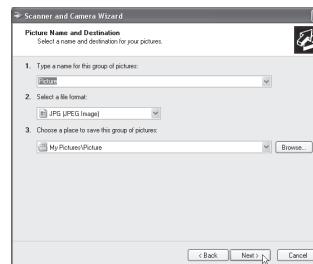 Scanner and Camera Wizard
Picture Name and Destination
Select a name and destination for your pictures.
1. Type a name for this group of pictures:
Picture
2. Select a file format:
JPG (JPEG Image)
3. Choose a place to save this group of pictures:
My Pictures\Picture
Browse...
< Back
Next >
Cancel